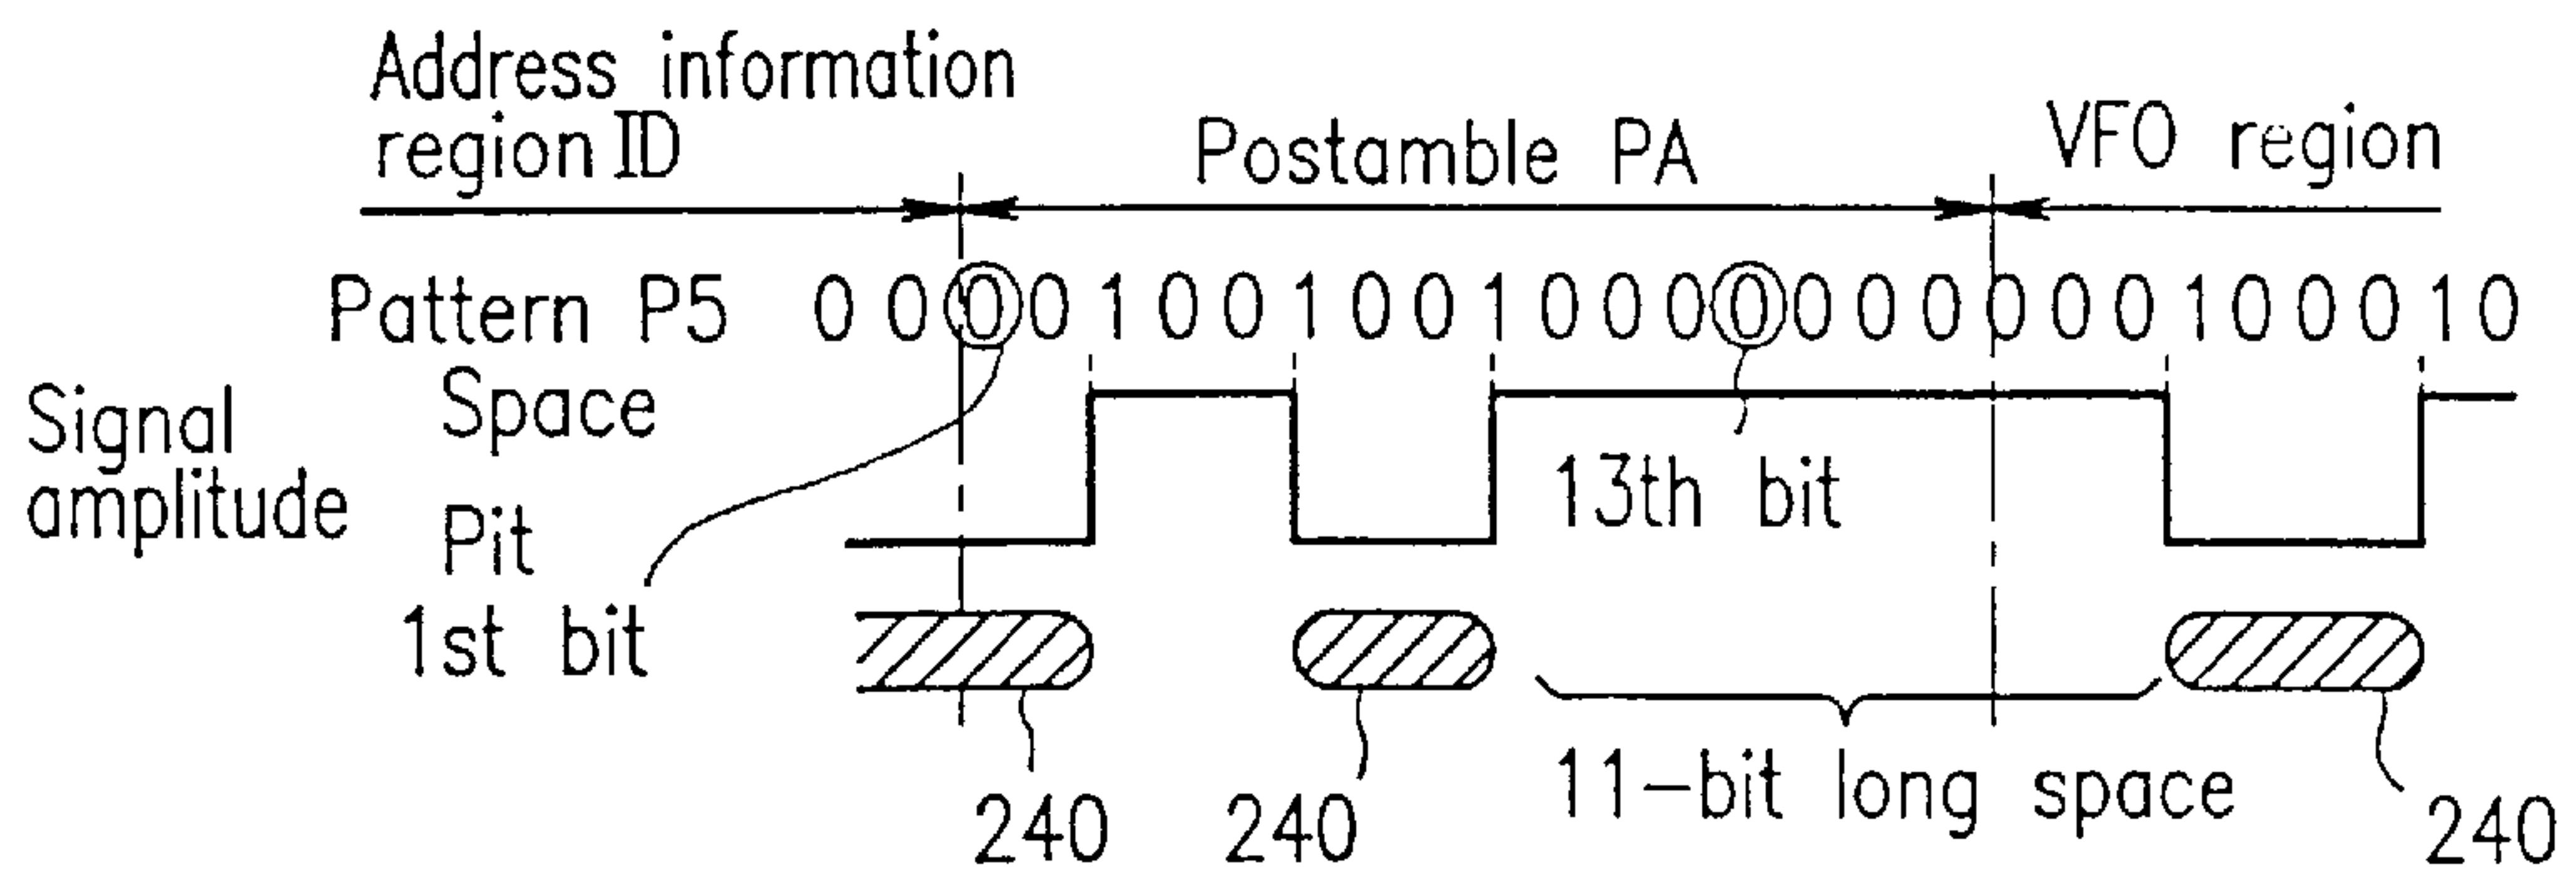 Address information
region ID
Postamble PA
VFO region
Pattern P5 0 0 0 0 1 0 0 1 0 0 1 0 0 0 0 0 0 0 0 0 1 0 0 0 1 0
Signal
amplitude
Space
Pit
1st bit
13th bit
11-bit long space
240
240
240